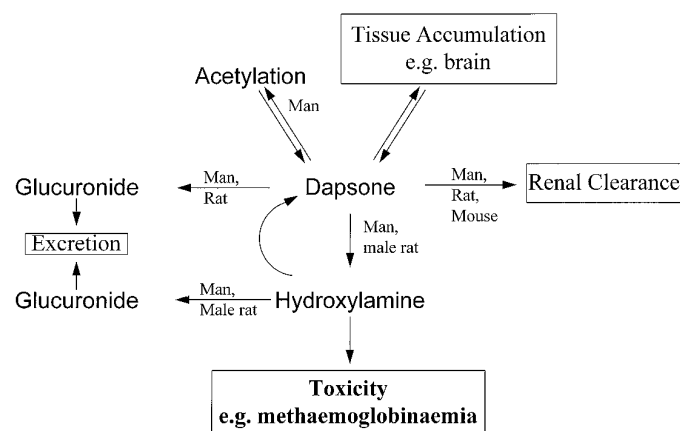 Tissue Accumulation
e.g. brain
Acetylation
Man
Glucuronide
Man,
Rat
Dapsone
Man,
Rat,
Mouse
Renal Clearance
Excretion
Man,
male rat
Glucuronide
Man,
Male rat
Hydroxylamine
Toxicity
e.g. methaemoglobinaemia